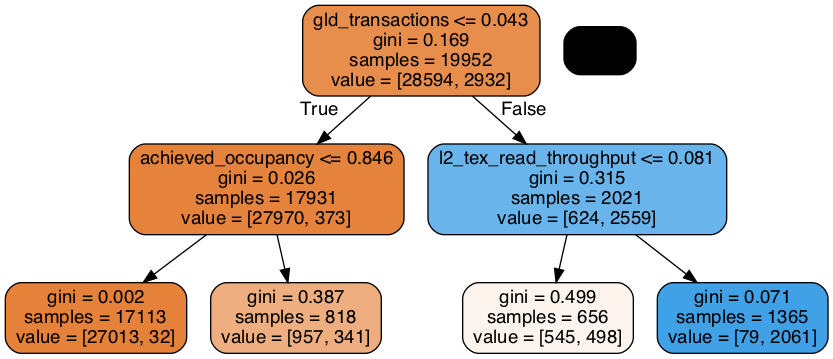 gld_transactions <= 0.043
gini = 0.169
samples = 19952
value = [28594, 2932]
True
False
achieved_occupancy <= 0.846
gini = 0.026
samples = 17931
value = [27970, 373]
l2_tex_read_throughput <= 0.081
gini = 0.315
samples = 2021
value = [624, 2559]
gini = 0.002
samples = 17113
value = [27013, 32]
gini = 0.387
samples = 818
value = [957, 341]
gini = 0.499
samples = 656
value = [545, 498]
gini = 0.071
samples = 1365
value = [79, 2061]